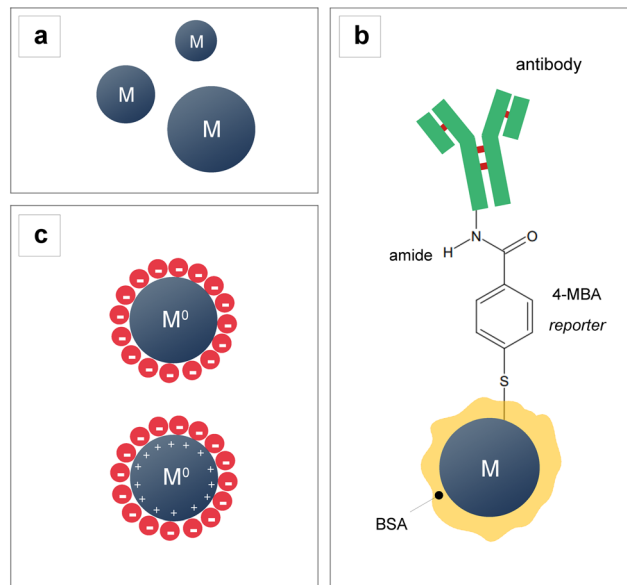 a
M
M
M
b
antibody
amide
H
N
O
4-MBA
reporter
S
M
BSA
c
- - - - - - - - - - - - - - - - -
M⁰
- - - - - - - - - - - - - - - - -
+ + + + + + + + + + + + +
M⁰